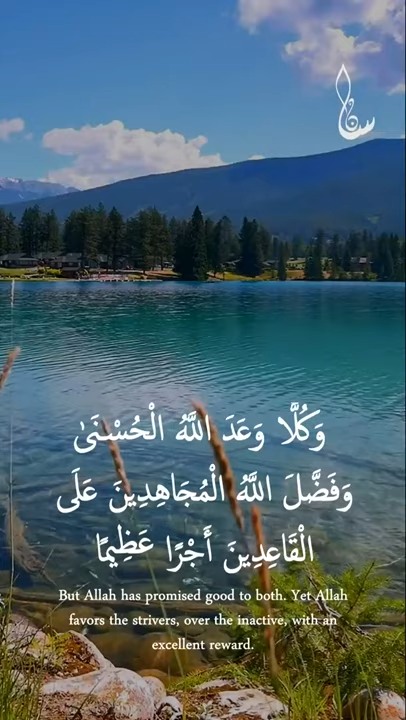 وَكُلًّا وَعَدَ اللَّهُ الْحُسْنَىٰ
وَفَضَّلَ اللَّهُ الْمُجَاهِدِينَ عَلَى
الْقَاعِدِينَ أَجْرًا عَظِيمًا
But Allah has promised good to both. Yet Allah
favors the strivers, over the inactive, with an
excellent reward.